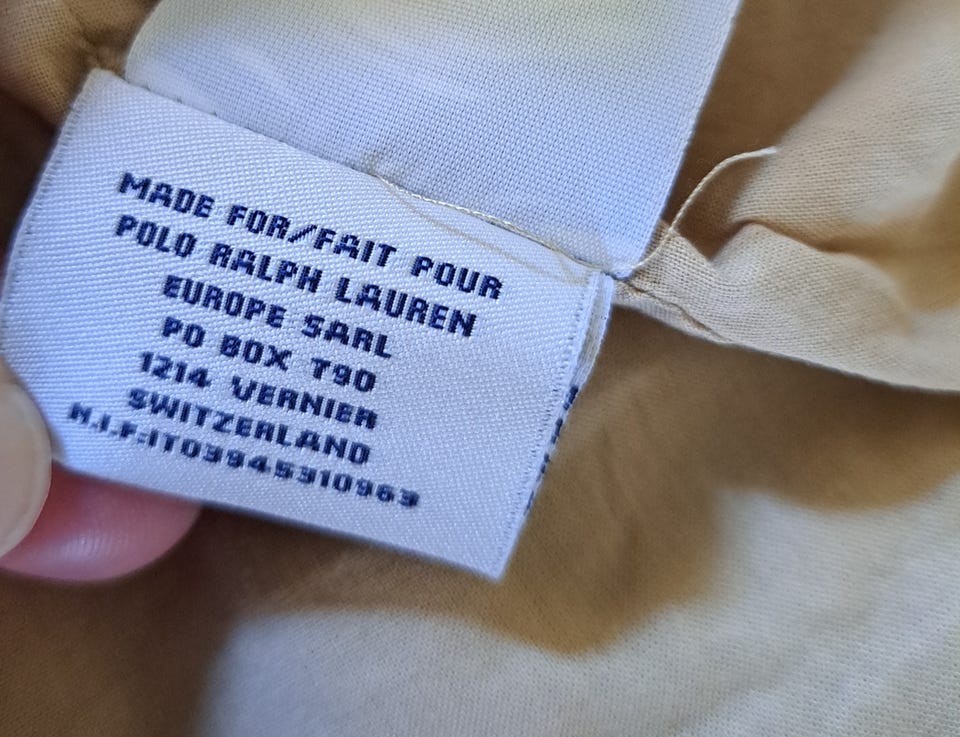 MADE FOR/FAIT POUR
POLO RALPH LAUREN
EUROPE SARL
PO BOX T90
1214 VERNIER
SWITZERLAND
N.I.F:IT03945310963